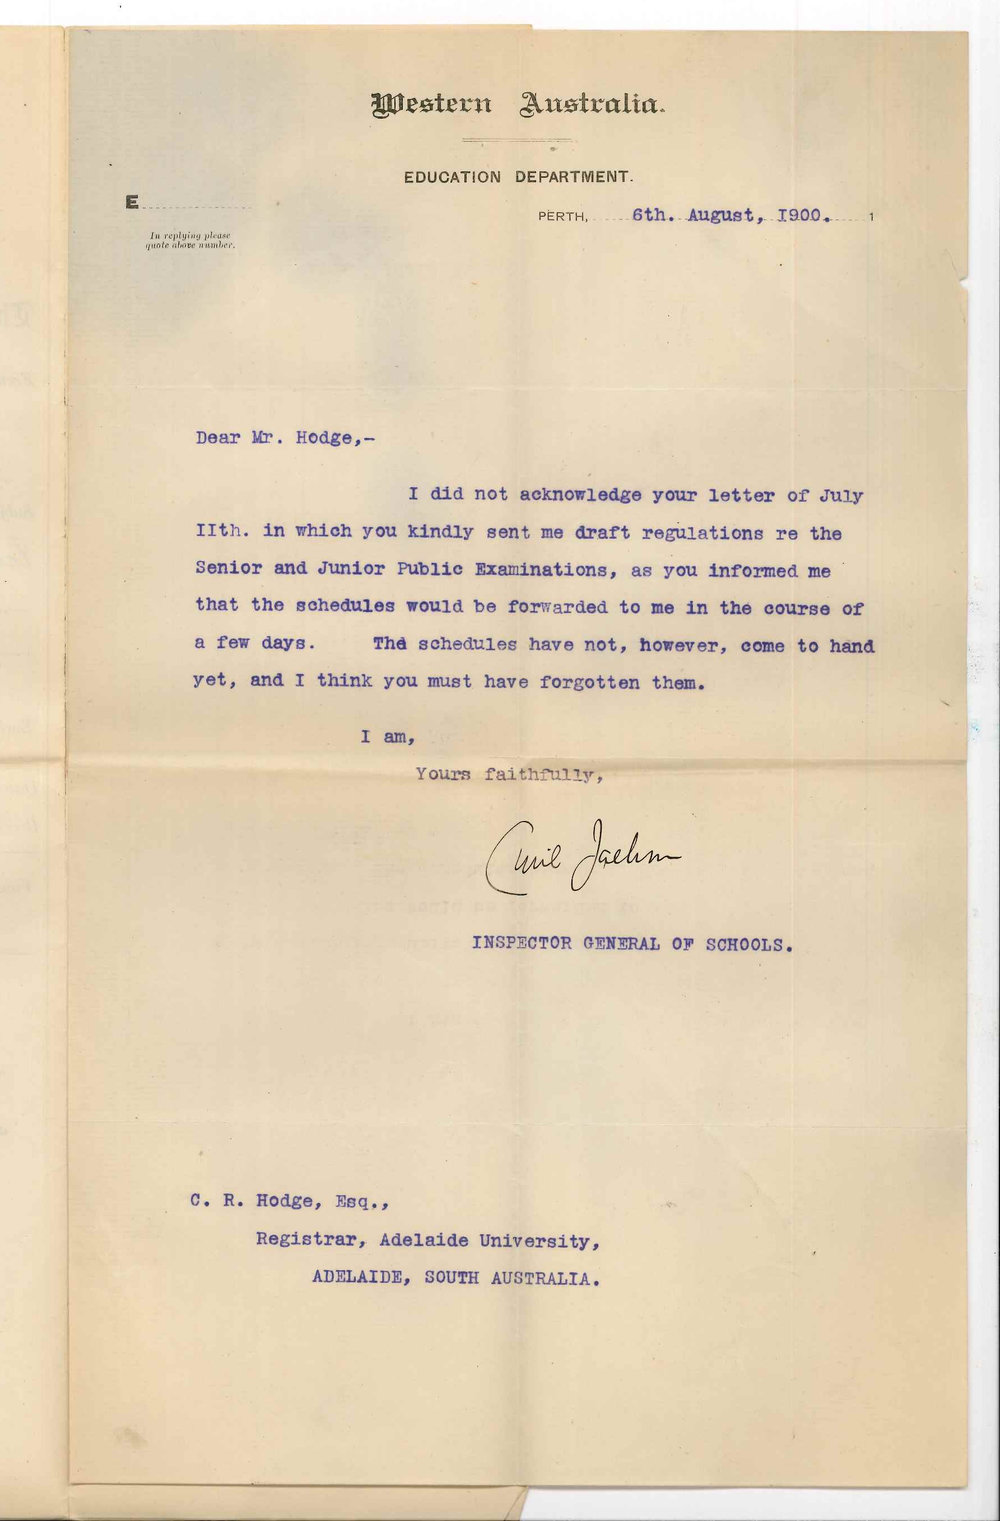 Western Australia.
EDUCATION DEPARTMENT.
E
In replying please
quote above number.
PERTH, 6th. August, I900. 1
Dear Mr. Hodge,-
I did not acknowledge your letter of July
IIth. in which you kindly sent me draft regulations re the
Senior and Junior Public Examinations, as you informed me
that the schedules would be forwarded to me in the course of
a few days. The schedules have not, however, come to hand
yet, and I think you must have forgotten them.
I am,
Yours faithfully,
Cyril Jackson
INSPECTOR GENERAL OF SCHOOLS.
C. R. Hodge, Esq.,
Registrar, Adelaide University,
ADELAIDE, SOUTH AUSTRALIA.